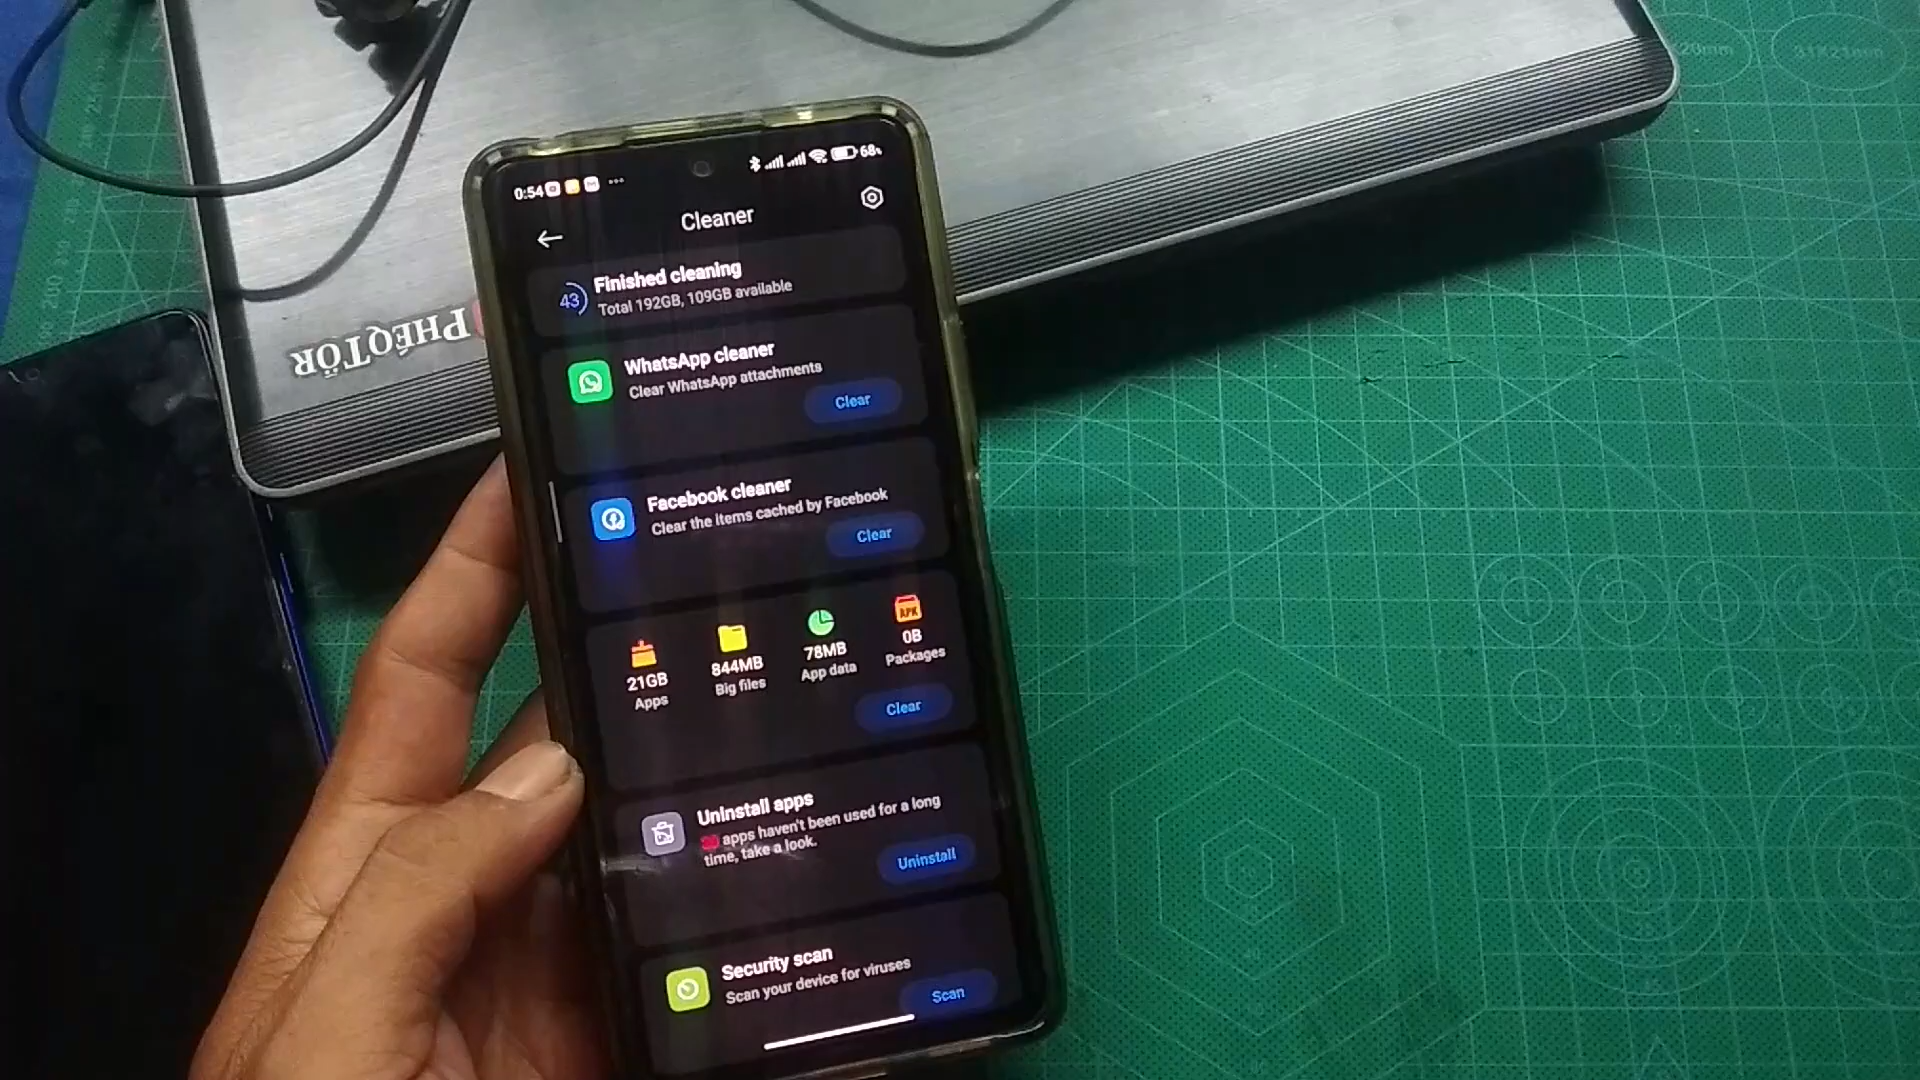 0:54
68%
Cleaner
43
Finished cleaning
Total 192GB, 109GB available
WhatsApp cleaner
Clear WhatsApp attachments
Clear
Facebook cleaner
Clear the items cached by Facebook
Clear
21GB
Apps
844MB
Big files
78MB
App data
APK
0B
Packages
Clear
Uninstall apps
apps haven't been used for a long
time, take a look.
Uninstall
Security scan
Scan your device for viruses
Scan
PHÉQTÖR
20mm
31X21mm